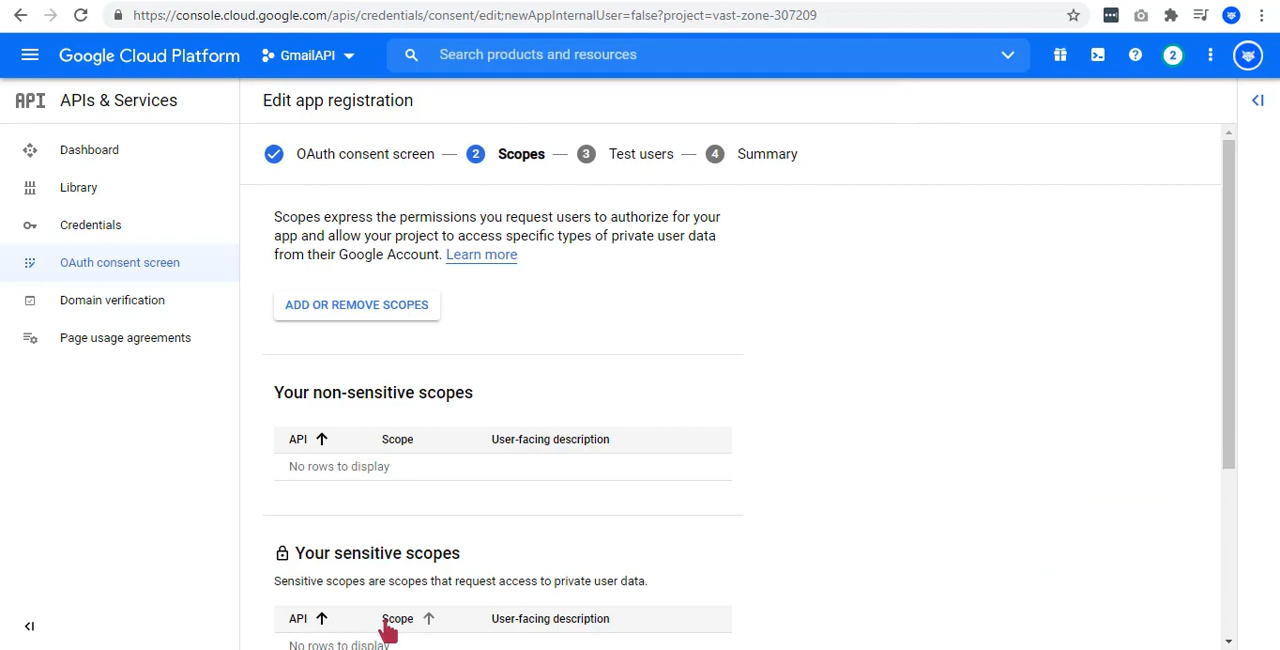 https://console.cloud.google.com/apis/credentials/consent/edit;newAppInternalUser=false?project=vast-zone-307209
Google Cloud Platform
GmailAPI
Search products and resources
2
API APIs & Services
Edit app registration
Dashboard
Library
Credentials
OAuth consent screen
Domain verification
Page usage agreements
OAuth consent screen — 2 Scopes — 3 Test users — 4 Summary
Scopes express the permissions you request users to authorize for your
app and allow your project to access specific types of private user data
from their Google Account. Learn more
ADD OR REMOVE SCOPES
Your non-sensitive scopes
API Scope User-facing description
No rows to display
Your sensitive scopes
Sensitive scopes are scopes that request access to private user data.
API Scope User-facing description
No rows to display